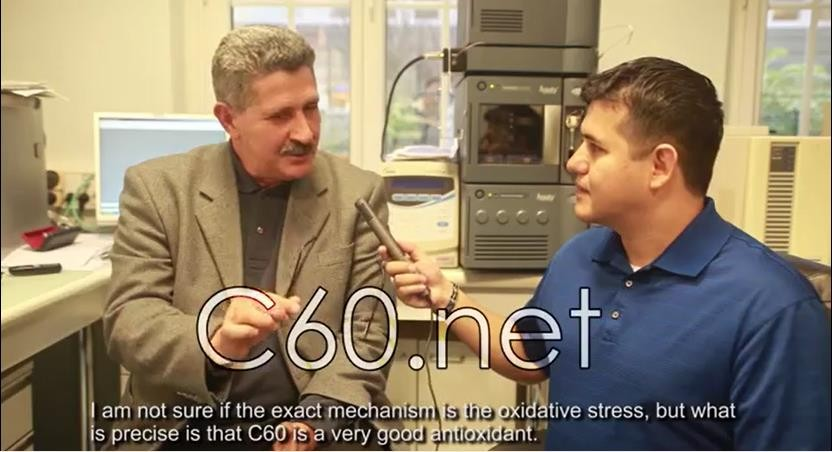 C60.net
I am not sure if the exact mechanism is the oxidative stress, but what
is precise is that C60 is a very good antioxidant.